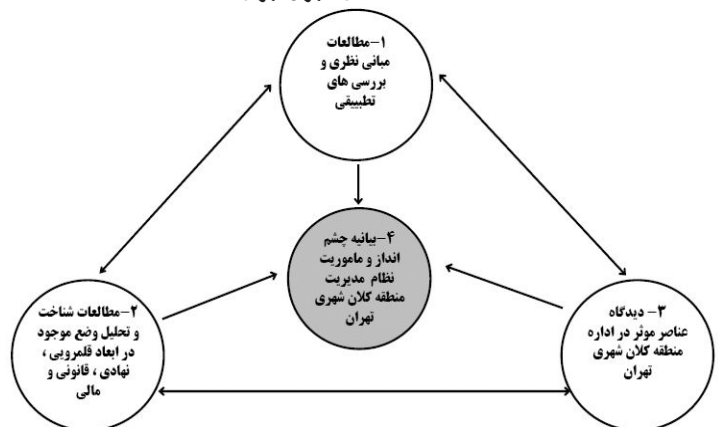 ۱–مطالعات
مبانی نظری و
بررسی های
تطبیقی
۴–بیانیه چشم
انداز و ماموریت
نظام مدیریت
منطقه کلان شهری
تهران
۲–مطالعات شناخت
و تحلیل وضع موجود
در ابعاد قلمرویی ،
نهادی ، قانونی و
مالی
۳– دیدگاه
عناصر موثر در اداره
منطقه کلان شهری
تهران